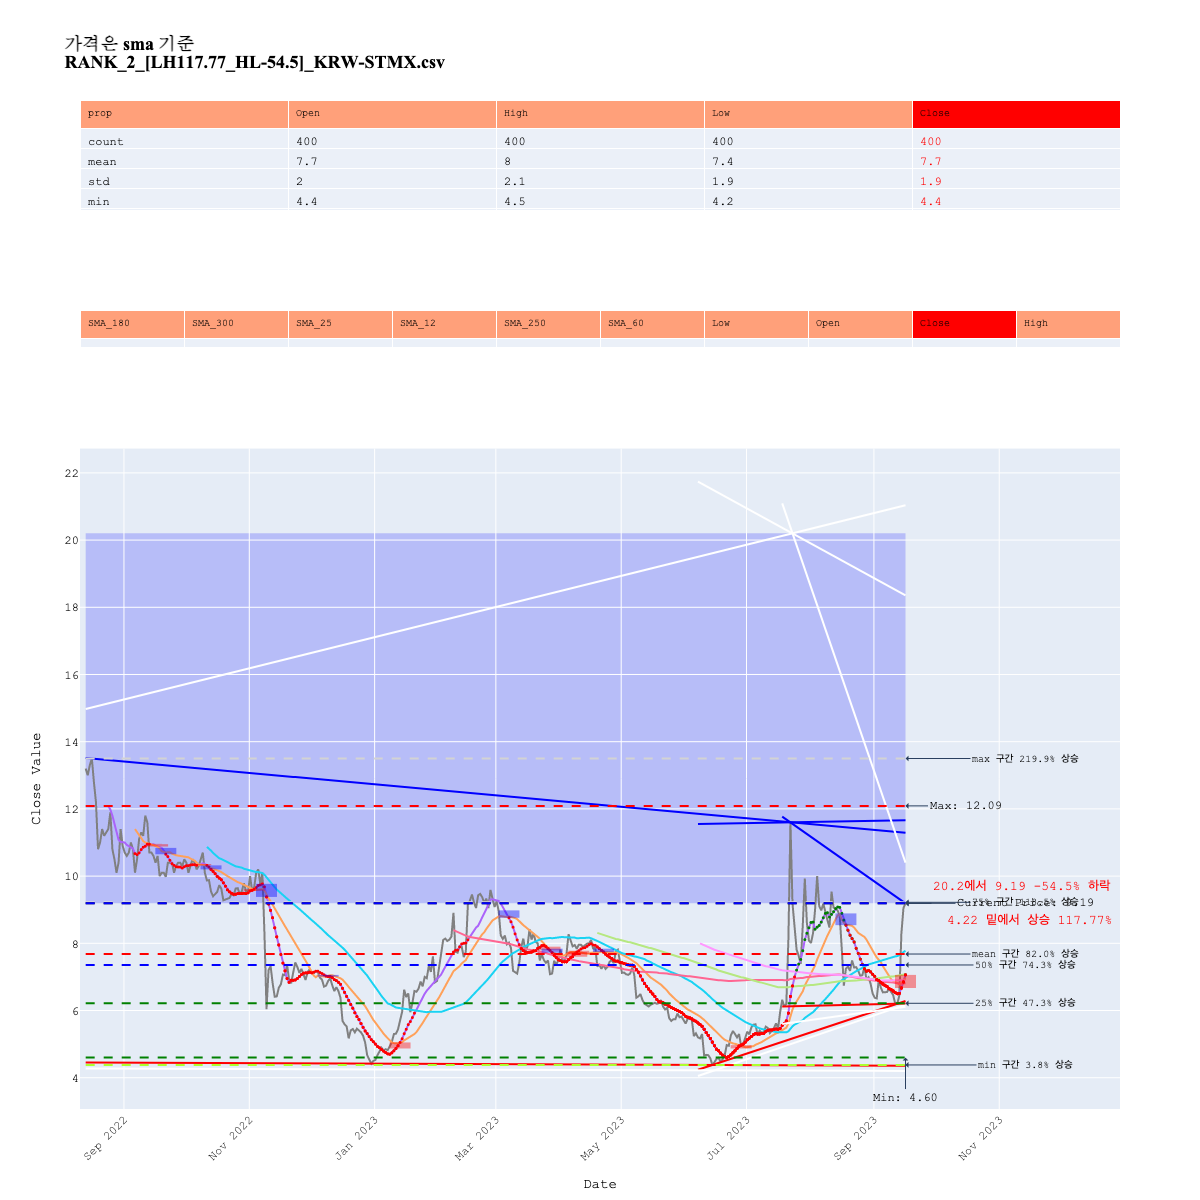 가격은 sma 기준
RANK_2_[LH117.77_HL-54.5]_KRW-STMX.csv
prop Open High Low Close
count 400 400 400 400
mean 7.7 8 7.4 7.7
std 2 2.1 1.9 1.9
min 4.4 4.5 4.2 4.4
SMA_180 SMA_300 SMA_25 SMA_12 SMA_250 SMA_60 Low Open Close High
22
20
18
16
14
12
10
8
6
4
Close Value
max 구간 219.9% 상승
Max: 12.09
20.2에서 9.19 -54.5% 하락
4.22 밑에서 상승 117.77%
mean 구간 82.0% 상승
50% 구간 74.3% 상승
25% 구간 47.3% 상승
min 구간 3.8% 상승
Min: 4.60
Sep 2022
Nov 2022
Jan 2023
Mar 2023
May 2023
Jul 2023
Sep 2023
Nov 2023
Date